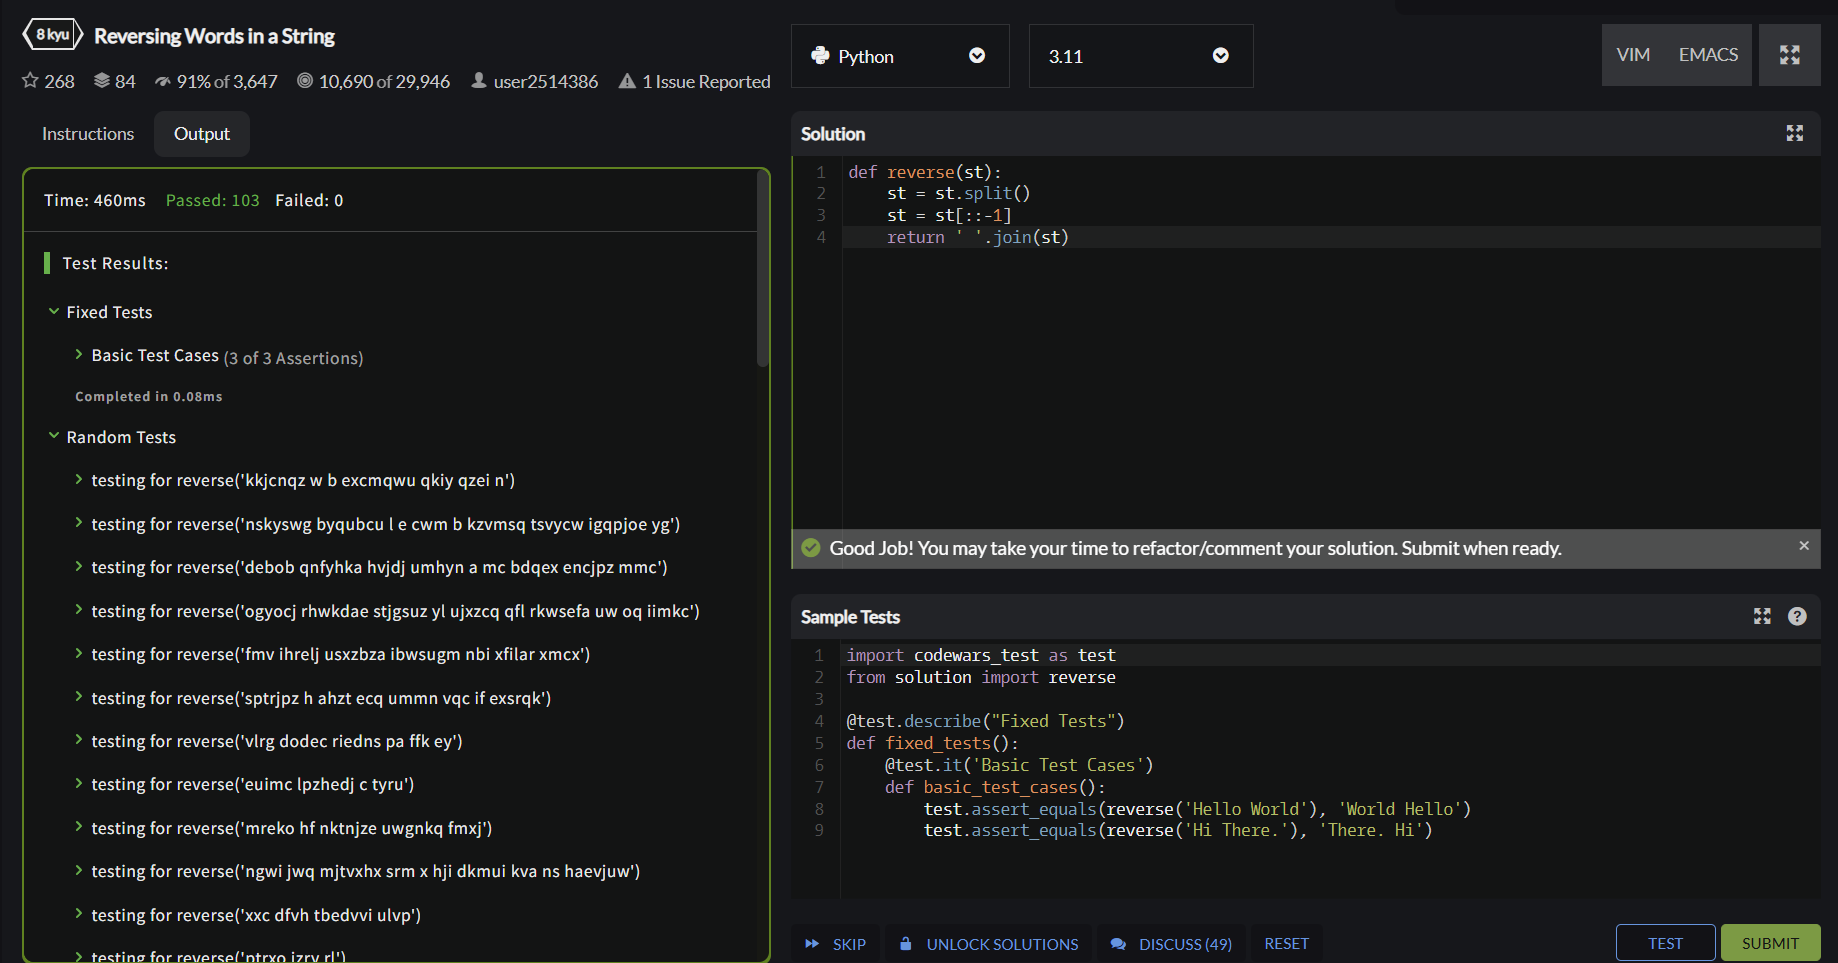 8 kyu Reversing Words in a String
268 84 91% of 3,647 10,690 of 29,946 user2514386 1 Issue Reported
Instructions Output
Time: 460ms Passed: 103 Failed: 0
Test Results:
Fixed Tests
Basic Test Cases (3 of 3 Assertions)
Completed in 0.08ms
Random Tests
testing for reverse('kkjcnqz w b excmqwu qkiy qzei n')
testing for reverse('nskyswg byqubcu l e cwm b kzvmsq tsvycw igqpjoe yg')
testing for reverse('debob qnfyhka hvjdj umhyn a mc bdqex encjpz mmc')
testing for reverse('ogyocj rhwkdae stjgsuz yl ujxzcq qfl rkwsefa uw oq iimkc')
testing for reverse('fmv ihrelj usxzbza ibwsugm nbi xfilar xmcx')
testing for reverse('sptrjpz h ahzt ecq ummn vqc if exsrqk')
testing for reverse('vlrg dodec riedns pa ffk ey')
testing for reverse('euimc lpzhedj c tyru')
testing for reverse('mreko hf nktnjze uwgnkq fmxj')
testing for reverse('ngwi jwq mjtvxhx srm x hji dkmui kva ns haevjuw')
testing for reverse('xxc dfvh tbedvvi ulvp')
testing for reverse('ptrxo izry rl')
Python 3.11 VIM EMACS
Solution
1 def reverse(st):
2 st = st.split()
3 st = st[::-1]
4 return ' '.join(st)
Good Job! You may take your time to refactor/comment your solution. Submit when ready.
Sample Tests
1 import codewars_test as test
2 from solution import reverse
3
4 @test.describe("Fixed Tests")
5 def fixed_tests():
6 @test.it('Basic Test Cases')
7 def basic_test_cases():
8 test.assert_equals(reverse('Hello World'), 'World Hello')
9 test.assert_equals(reverse('Hi There.'), 'There. Hi')
SKIP UNLOCK SOLUTIONS DISCUSS (49) RESET TEST SUBMIT